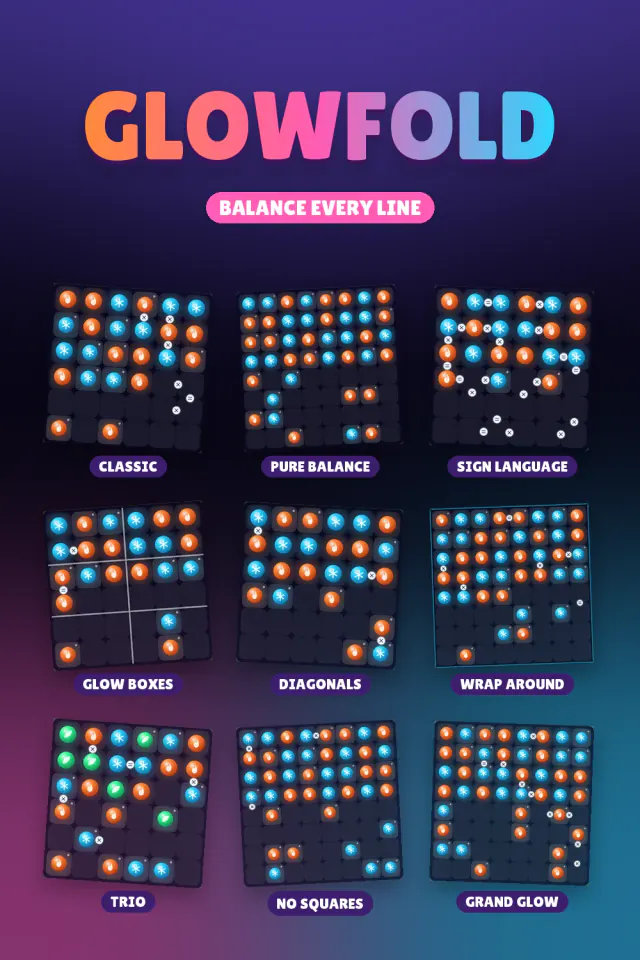 GLOWFOLD
BALANCE EVERY LINE
CLASSIC
PURE BALANCE
SIGN LANGUAGE
GLOW BOXES
DIAGONALS
WRAP AROUND
TRIO
NO SQUARES
GRAND GLOW